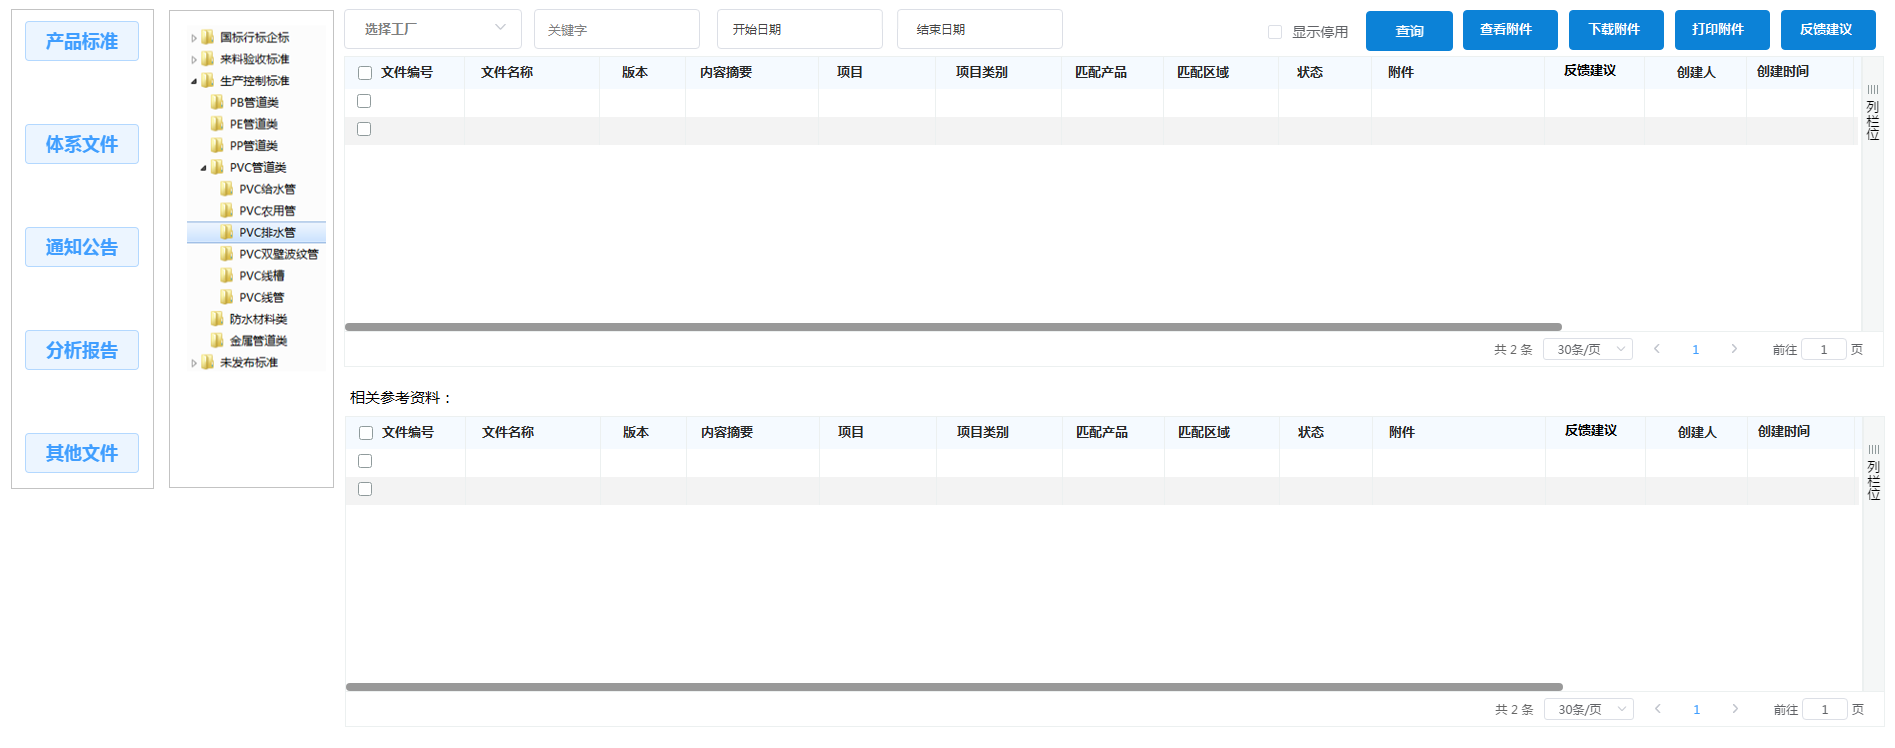 产品标准
体系文件
通知公告
分析报告
其他文件
国标行标企标
来料验收标准
生产控制标准
PB管道类
PE管道类
PP管道类
PVC管道类
PVC给水管
PVC农用管
PVC排水管
PVC双壁波纹管
PVC线槽
PVC线管
防水材料类
金属管道类
未发布标准
选择工厂 关键字 开始日期 结束日期 显示停用 查询 查看附件 下载附件 打印附件 反馈建议
文件编号 文件名称 版本 内容摘要 项目 项目类别 匹配产品 匹配区域 状态 附件 反馈建议 创建人 创建时间
列栏位
共 2 条 30条/页 1 前往 1 页
相关参考资料：
文件编号 文件名称 版本 内容摘要 项目 项目类别 匹配产品 匹配区域 状态 附件 反馈建议 创建人 创建时间
列栏位
共 2 条 30条/页 1 前往 1 页